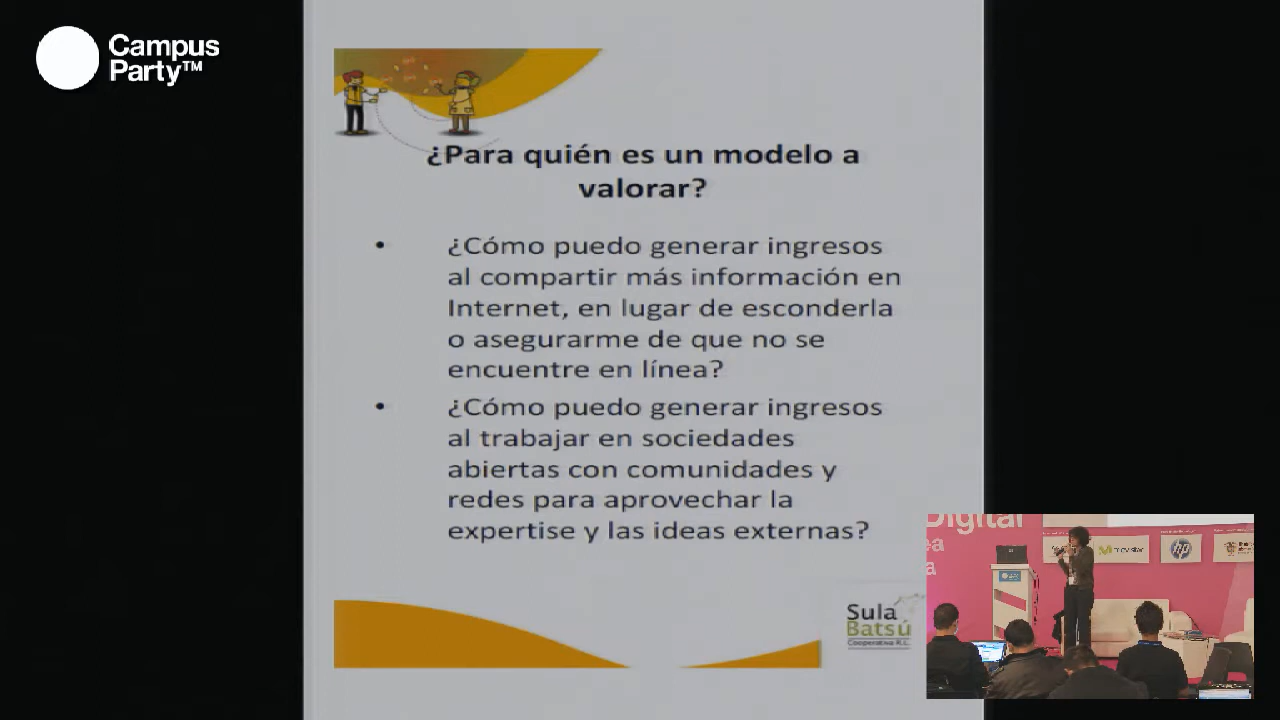 Campus
Party™
¿Para quién es un modelo a
valorar?
• ¿Cómo puedo generar ingresos
al compartir más información en
Internet, en lugar de esconderla
o asegurarme de que no se
encuentre en línea?
• ¿Cómo puedo generar ingresos
al trabajar en sociedades
abiertas con comunidades y
redes para aprovechar la
expertise y las ideas externas?
Sula
Batsú
Cooperativa R.L.
Digital
movistar
hp